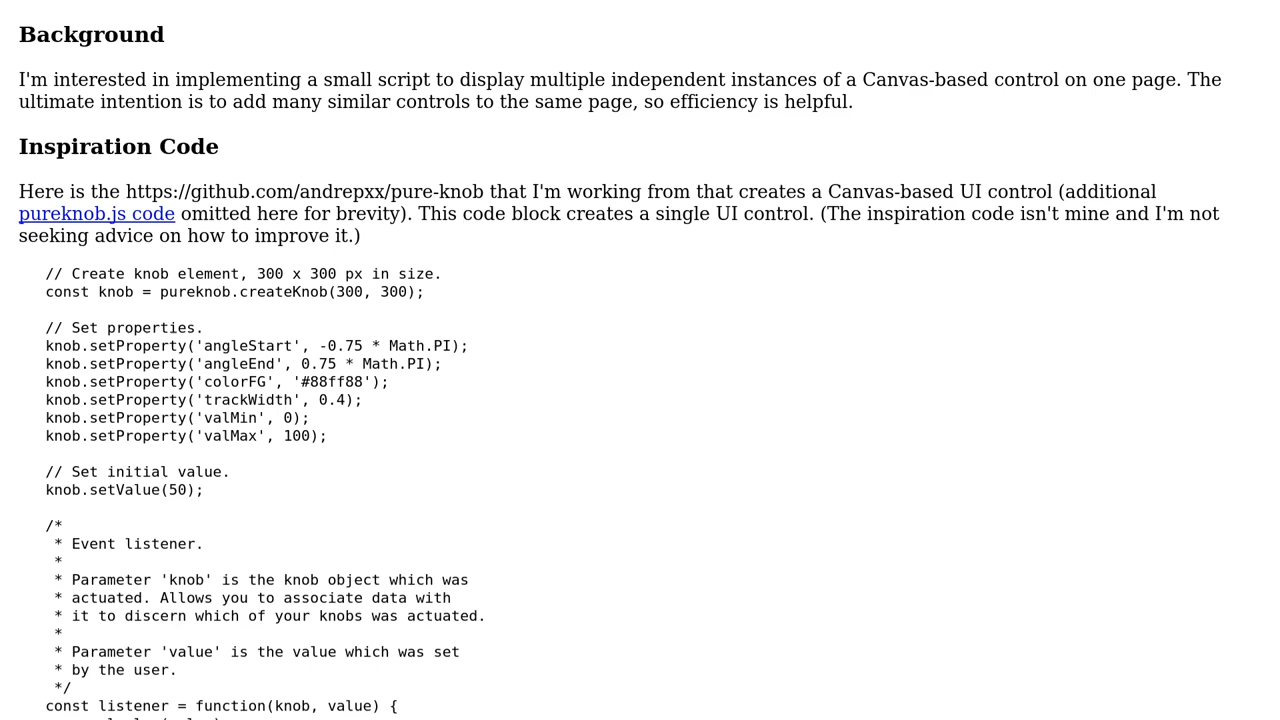 Background
I'm interested in implementing a small script to display multiple independent instances of a Canvas-based control on one page. The
ultimate intention is to add many similar controls to the same page, so efficiency is helpful.
Inspiration Code
Here is the https://github.com/andrepxx/pure-knob that I'm working from that creates a Canvas-based UI control (additional
pureknob.js code omitted here for brevity). This code block creates a single UI control. (The inspiration code isn't mine and I'm not
seeking advice on how to improve it.)
// Create knob element, 300 x 300 px in size.
const knob = pureknob.createKnob(300, 300);
// Set properties.
knob.setProperty('angleStart', -0.75 * Math.PI);
knob.setProperty('angleEnd', 0.75 * Math.PI);
knob.setProperty('colorFG', '#88ff88');
knob.setProperty('trackWidth', 0.4);
knob.setProperty('valMin', 0);
knob.setProperty('valMax', 100);
// Set initial value.
knob.setValue(50);
/*
 * Event listener.
 *
 * Parameter 'knob' is the knob object which was
 * actuated. Allows you to associate data with
 * it to discern which of your knobs was actuated.
 *
 * Parameter 'value' is the value which was set
 * by the user.
 */
const listener = function(knob, value) {